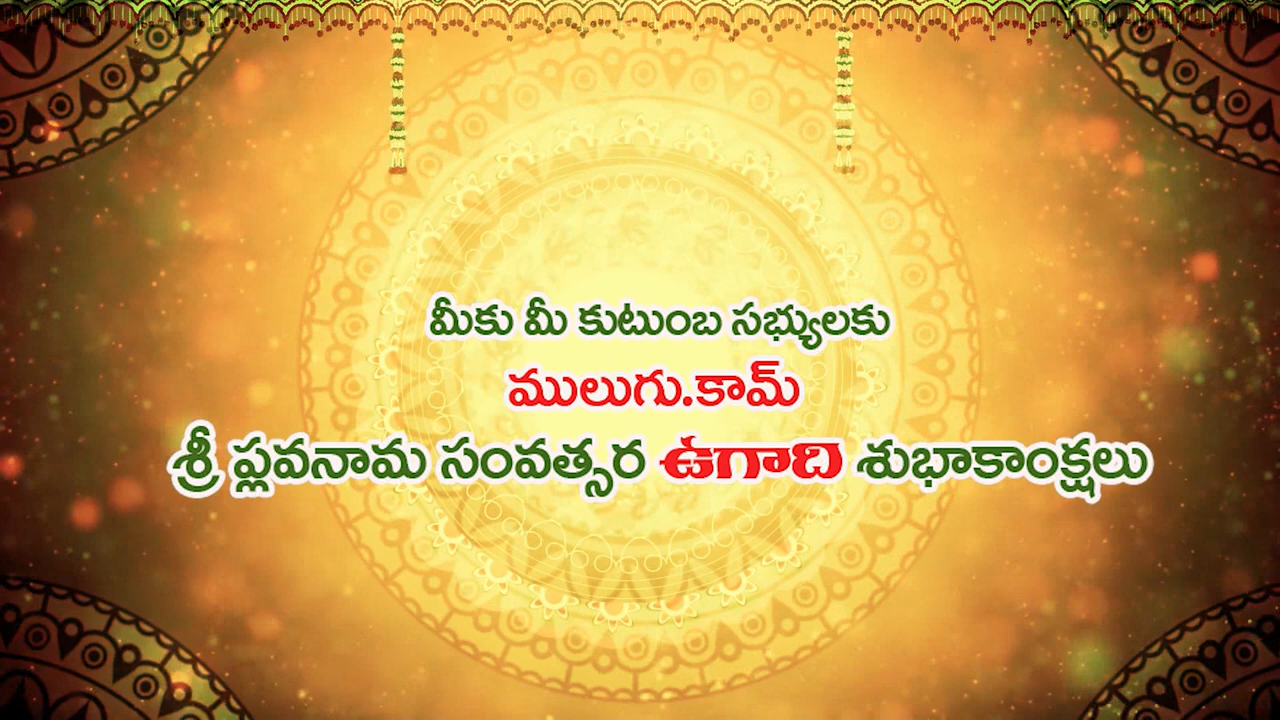 మీకు మీ కుటుంబ సభ్యులకు
ములుగు.కామ్
శ్రీ ప్లవనామ సంవత్సర ఉగాది శుభాకాంక్షలు